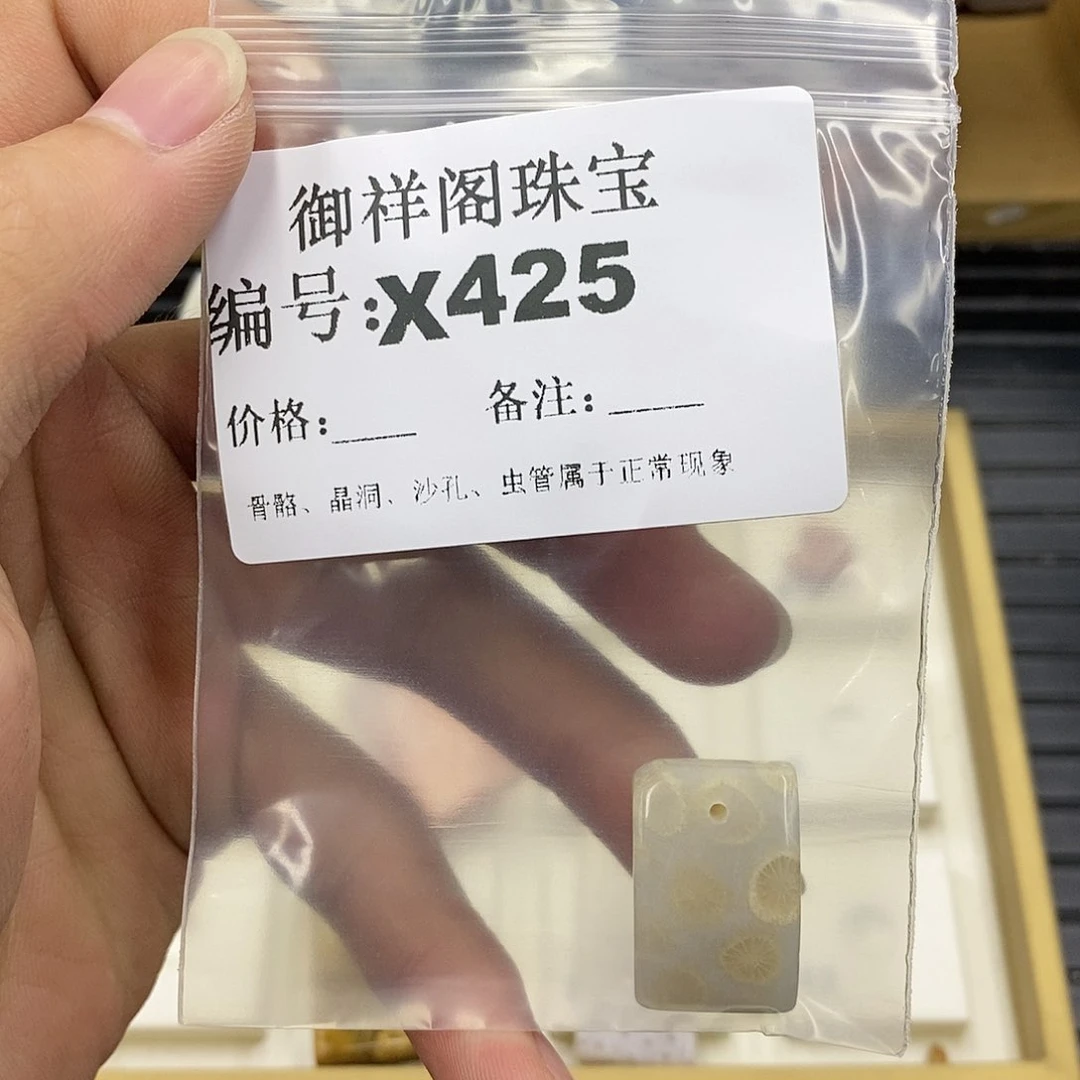 御祥阁珠宝
编号:X425
价格:____ 备注:____
骨骼、晶洞、沙孔、虫管属于正常现象